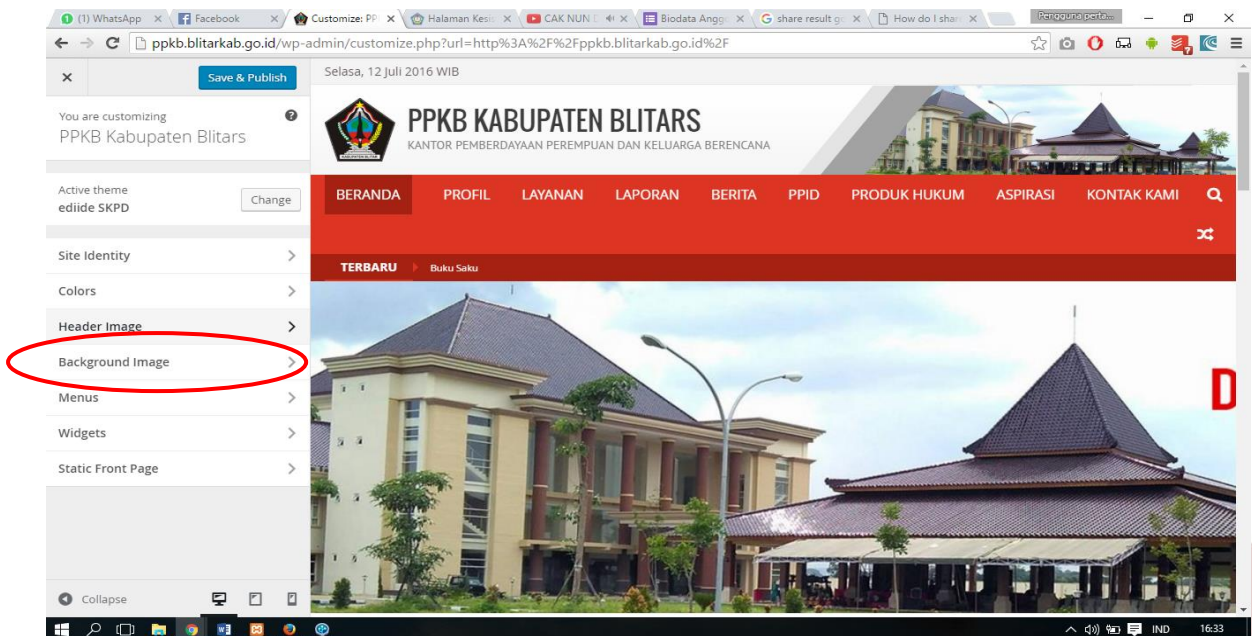 (1) WhatsApp
Facebook
Customize: PP
Halaman Kesi
CAK NUN
Biodata Angg
share result g
How do I shar
Pengguna perta...
ppkb.blitarkab.go.id/wp-admin/customize.php?url=http%3A%2F%2Fppkb.blitarkab.go.id%2F
Save & Publish
You are customizing
PPKB Kabupaten Blitars
Active theme
ediide SKPD
Change
Site Identity
Colors
Header Image
Background Image
Menus
Widgets
Static Front Page
Collapse
Selasa, 12 Juli 2016 WIB
PPKB KABUPATEN BLITARS
KANTOR PEMBERDAYAAN PEREMPUAN DAN KELUARGA BERENCANA
BERANDA PROFIL LAYANAN LAPORAN BERITA PPID PRODUK HUKUM ASPIRASI KONTAK KAMI
TERBARU Buku Saku
D
IND 16:33